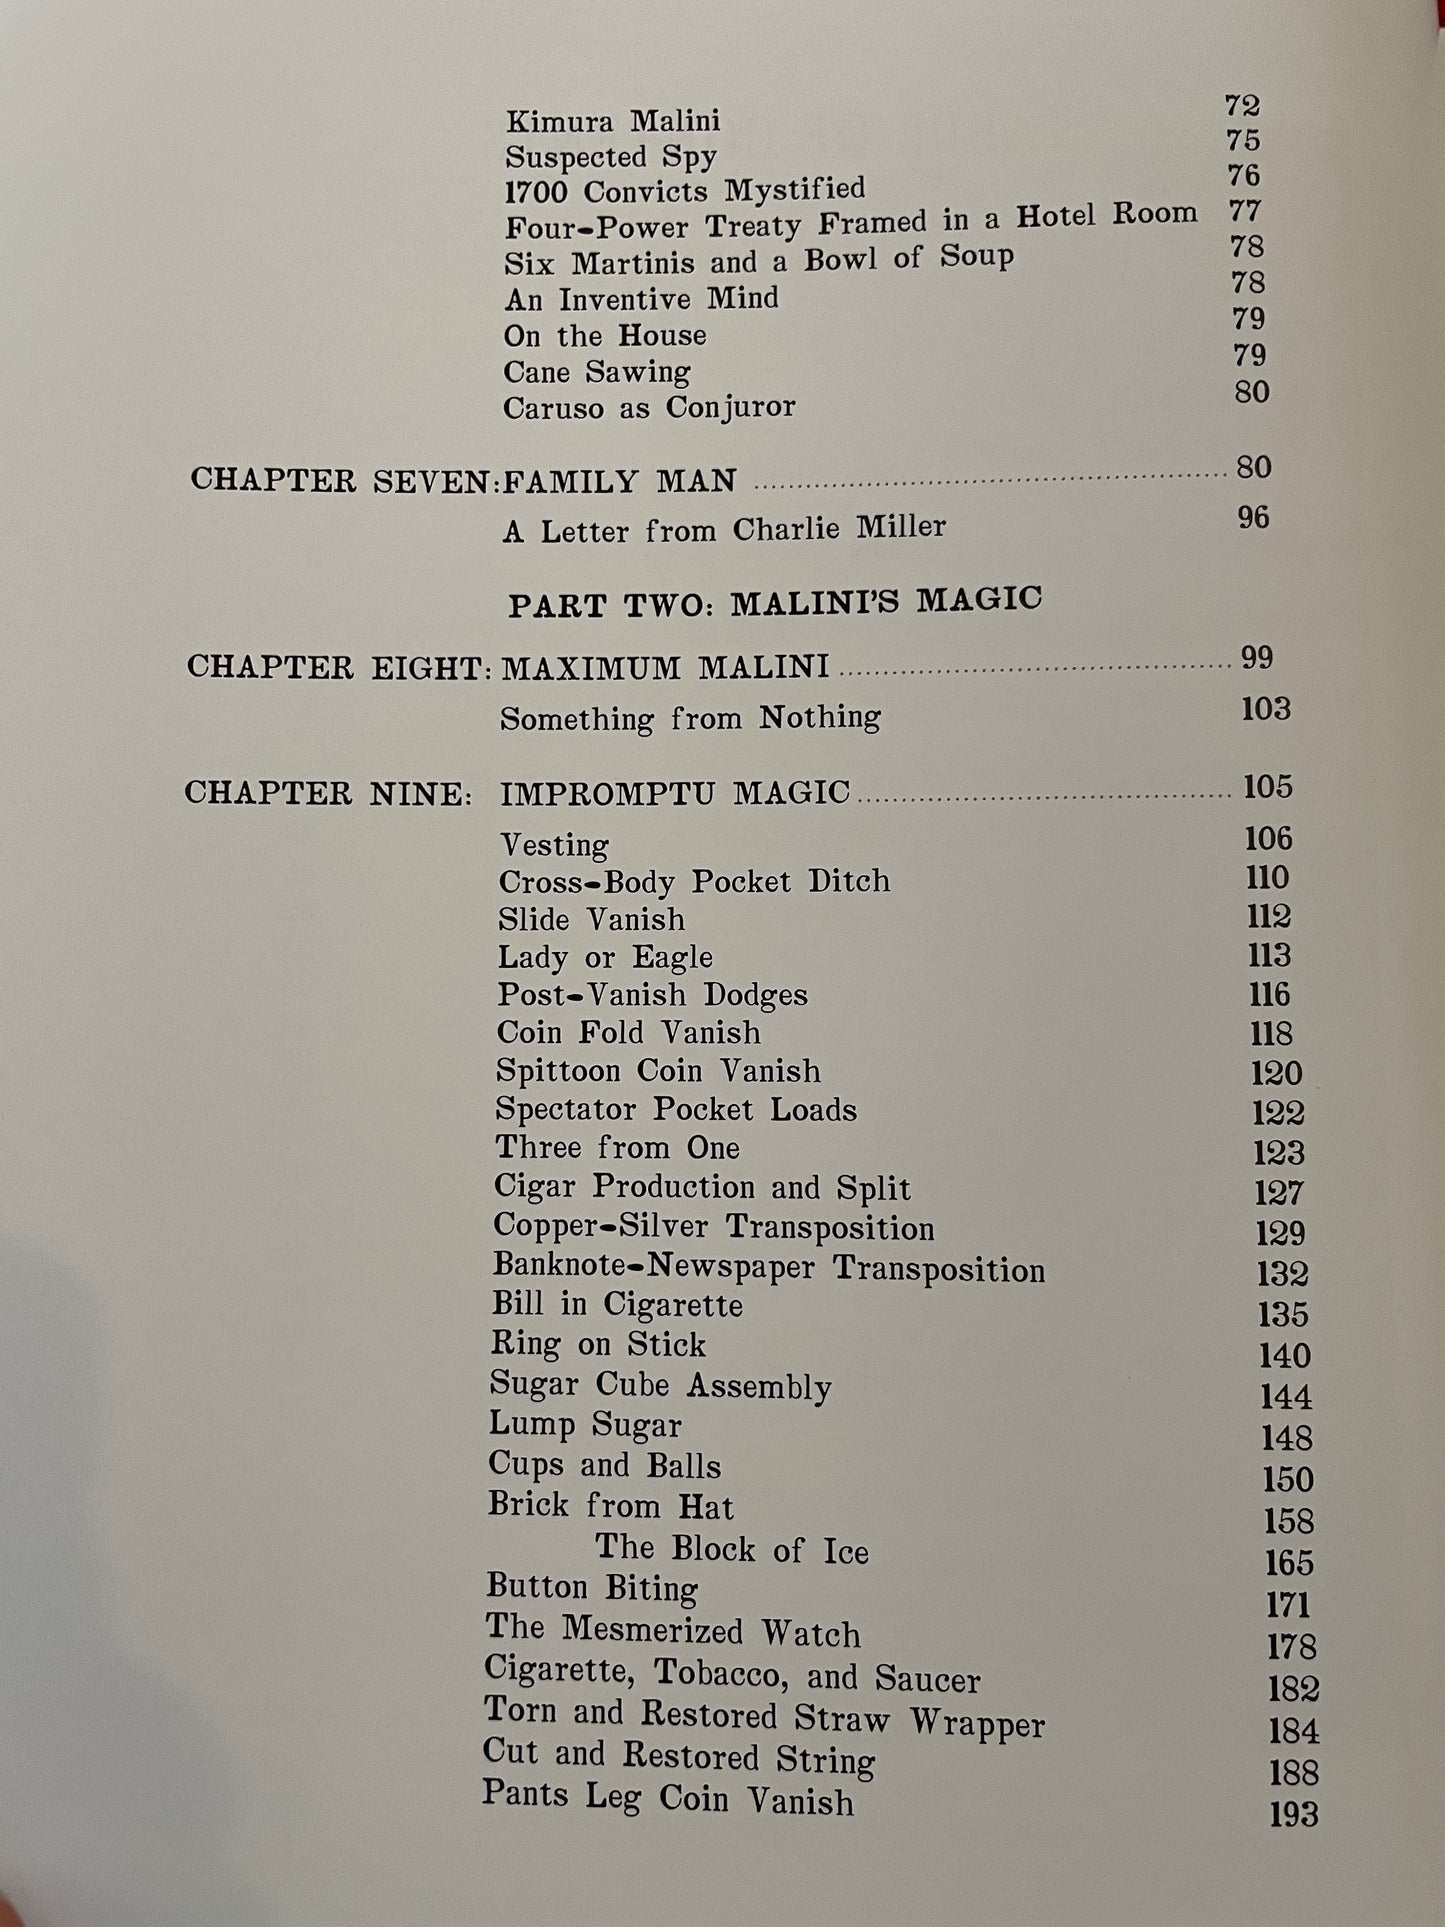 Kimura Malini 72
Suspected Spy 75
1700 Convicts Mystified 76
Four-Power Treaty Framed in a Hotel Room 77
Six Martinis and a Bowl of Soup 78
An Inventive Mind 78
On the House 79
Cane Sawing 79
Caruso as Conjuror 80
CHAPTER SEVEN: FAMILY MAN 80
A Letter from Charlie Miller 96
PART TWO: MALINI'S MAGIC
CHAPTER EIGHT: MAXIMUM MALINI 99
Something from Nothing 103
CHAPTER NINE: IMPROMPTU MAGIC 105
Vesting 106
Cross-Body Pocket Ditch 110
Slide Vanish 112
Lady or Eagle 113
Post-Vanish Dodges 116
Coin Fold Vanish 118
Spittoon Coin Vanish 120
Spectator Pocket Loads 122
Three from One 123
Cigar Production and Split 127
Copper-Silver Transposition 129
Banknote-Newspaper Transposition 132
Bill in Cigarette 135
Ring on Stick 140
Sugar Cube Assembly 144
Lump Sugar 148
Cups and Balls 150
Brick from Hat 158
The Block of Ice 165
Button Biting 171
The Mesmerized Watch 178
Cigarette, Tobacco, and Saucer 182
Torn and Restored Straw Wrapper 184
Cut and Restored String 188
Pants Leg Coin Vanish 193